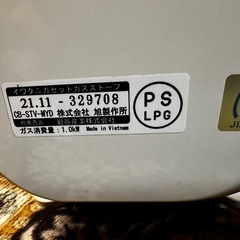 イワタニカセットガスストーブ
21.11-329708
CB-STV-MYD 株式会社 旭製作所
岩谷産業株式会社
ガス消費量：1.0kW Made in Vietnam
PS
LPG
JI